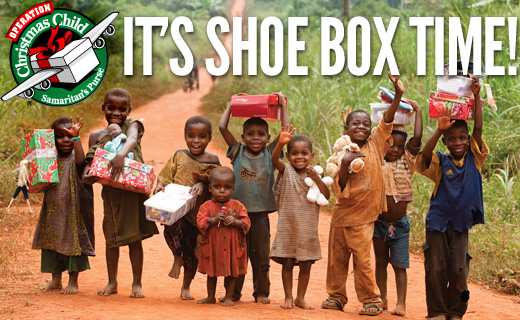 OPERATION
Christmas Child
Samaritan's Purse
IT'S SHOE BOX TIME!